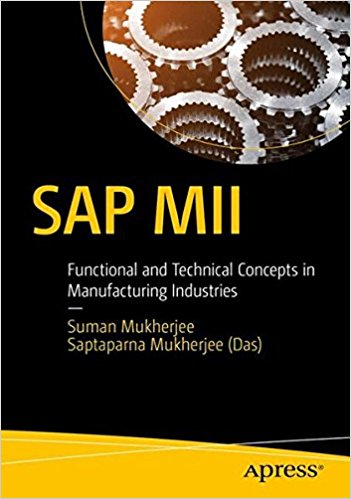 SAP MII
Functional and Technical Concepts in
Manufacturing Industries
—
Suman Mukherjee
Saptaparna Mukherjee (Das)
Apress®